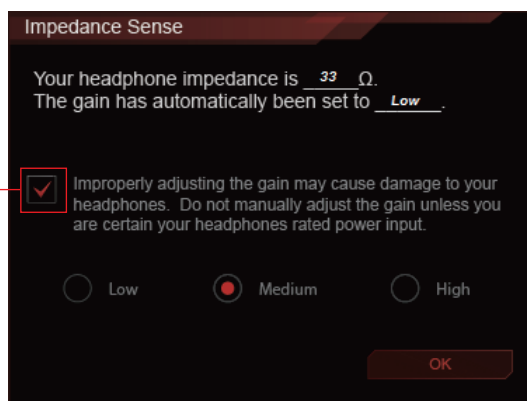 Impedance Sense
Your headphone impedance is __33__Ω.
The gain has automatically been set to __Low__.
Improperly adjusting the gain may cause damage to your
headphones.  Do not manually adjust the gain unless you
are certain your headphones rated power input.
Low Medium High
OK